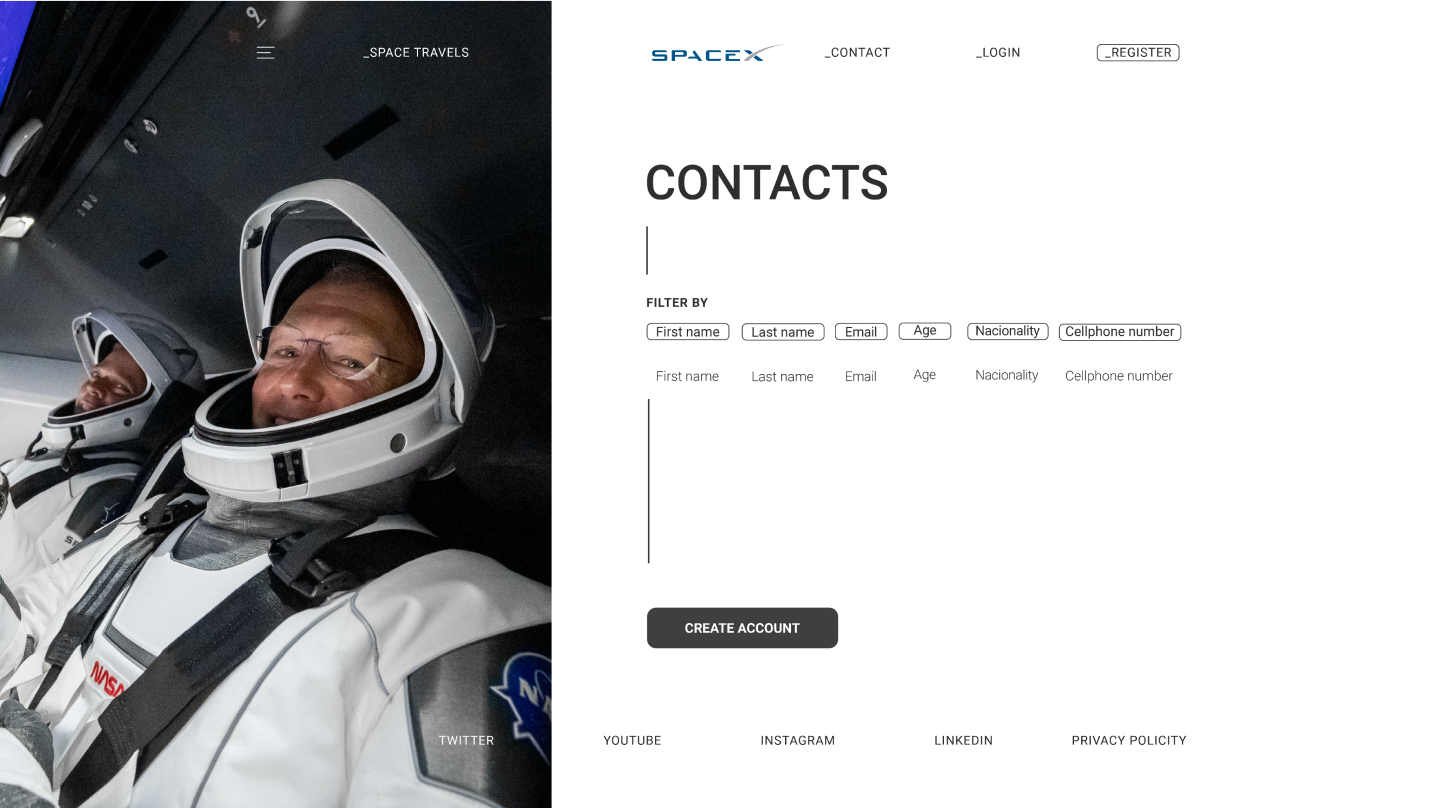 _SPACE TRAVELS
SPACEX
_CONTACT
_LOGIN
_REGISTER
CONTACTS
FILTER BY
First name Last name Email Age Nacionality Cellphone number
First name Last name Email Age Nacionality Cellphone number
NASA
CREATE ACCOUNT
TWITTER YOUTUBE INSTAGRAM LINKEDIN PRIVACY POLICITY